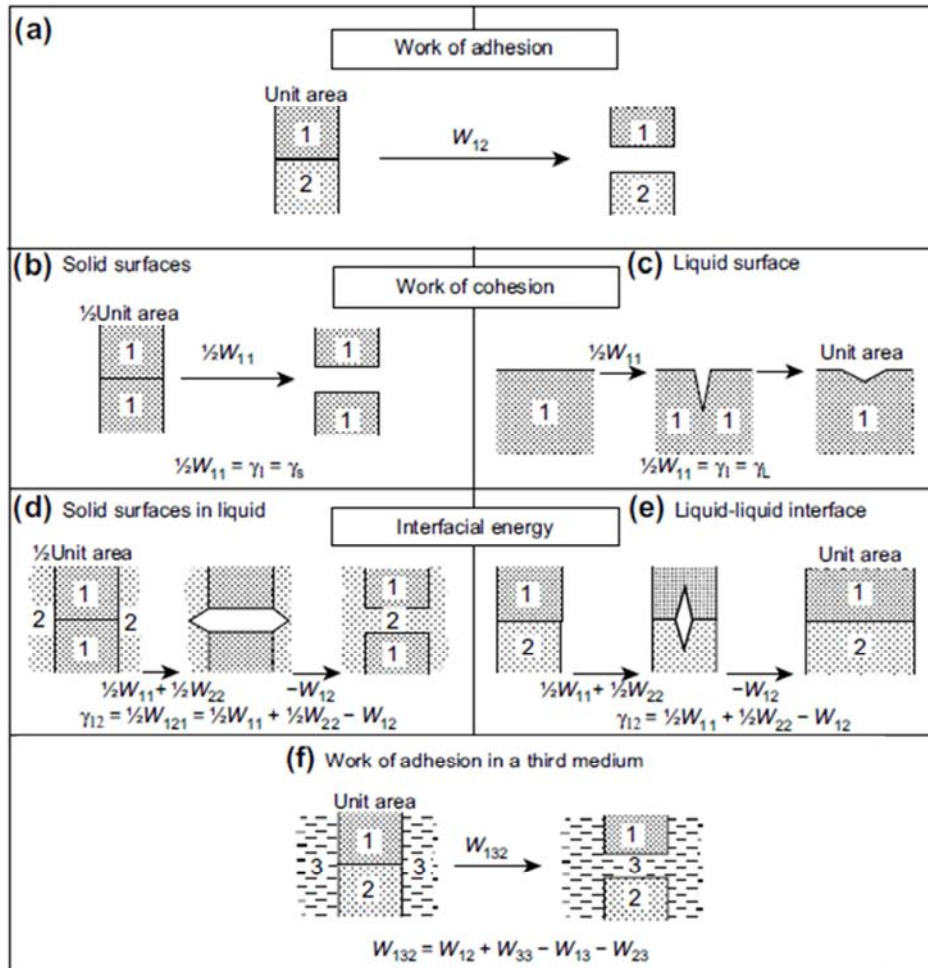 (a)
Work of adhesion
Unit area
1
2
W₁₂
1
2
(b) Solid surfaces
Work of cohesion
(c) Liquid surface
½Unit area
1
1
½W₁₁
1
1
½W₁₁ = γ₁ = γₛ
1
½W₁₁
1 1
Unit area
1
½W₁₁ = γ₁ = γL
(d) Solid surfaces in liquid
Interfacial energy
(e) Liquid-liquid interface
½Unit area
1
2 2
1
1
2
1
½W₁₁ + ½W₂₂
−W₁₂
γ₁₂ = ½W₁₂₁ = ½W₁₁ + ½W₂₂ − W₁₂
1
2
Unit area
1
2
½W₁₁ + ½W₂₂
−W₁₂
γ₁₂ = ½W₁₁ + ½W₂₂ − W₁₂
(f) Work of adhesion in a third medium
Unit area
1
3 3
2
W₁₃₂
1
3
2
W₁₃₂ = W₁₂ + W₃₃ − W₁₃ − W₂₃